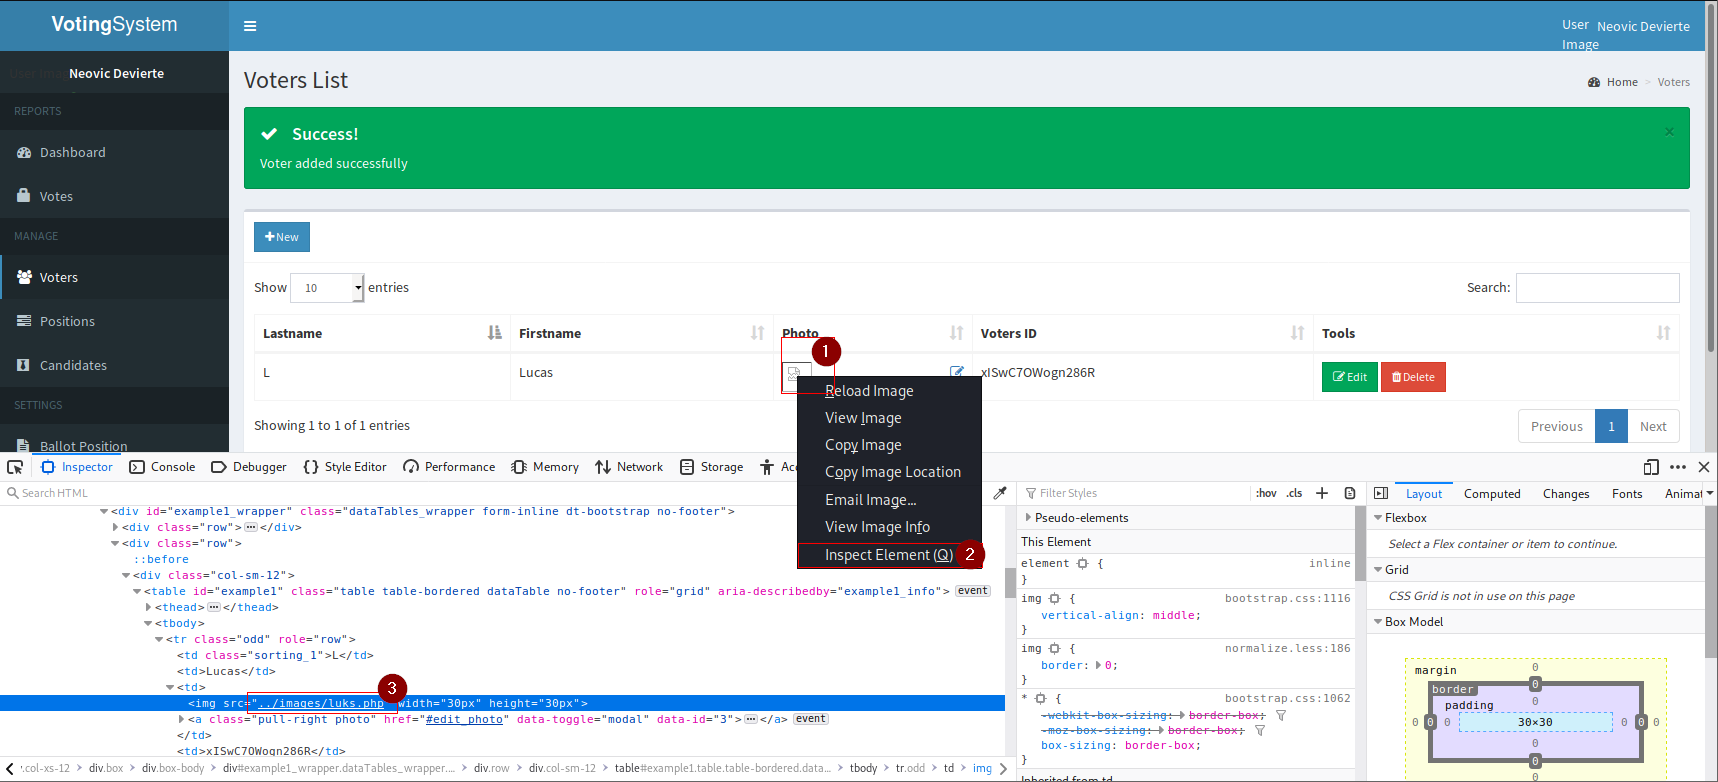 VotingSystem
User Image
Neovic Devierte
Neovic Devierte
REPORTS
Dashboard
Votes
MANAGE
Voters
Positions
Candidates
SETTINGS
Ballot Position
Voters List
Home > Voters
Success!
×
Voter added successfully
New
Show 10 entries
Search:
Lastname Firstname Photo Voters ID Tools
L Lucas xISwC7OWogn286R Edit Delete
Showing 1 to 1 of 1 entries
Previous 1 Next
1
Reload Image
View Image
Copy Image
Copy Image Location
Email Image...
View Image Info
Inspect Element (Q)
2
Inspector Console Debugger Style Editor Performance Memory Network Storage
Search HTML
<div id="example1_wrapper" class="dataTables_wrapper form-inline dt-bootstrap no-footer">
<div class="row"> </div>
<div class="row">
::before
<div class="col-sm-12">
<table id="example1" class="table table-bordered dataTable no-footer" role="grid" aria-describedby="example1_info"> event
<thead> </thead>
<tbody>
<tr class="odd" role="row">
<td class="sorting_1">L</td>
<td>Lucas</td>
<td>
3
<img src="../images/luks.php" width="30px" height="30px">
<a class="pull-right photo" href="#edit_photo" data-toggle="modal" data-id="3"> </a> event
</td>
<td>xISwC7OWogn286R</td>
.col-xs-12 > div.box > div.box-body > div#example1_wrapper.dataTables_wrapper.… > div.row > div.col-sm-12 > table#example1.table.table-bordered.data… > tbody > tr.odd > td > img
Filter Styles :hov .cls
Pseudo-elements
This Element
element { inline
}
img { bootstrap.css:1116
vertical-align: middle;
}
img { normalize.less:186
border: 0;
}
* { bootstrap.css:1062
-webkit-box-sizing: border-box;
-moz-box-sizing: border-box;
box-sizing: border-box;
}
Inherited from td
Layout Computed Changes Fonts
Flexbox
Select a Flex container or item to continue.
Grid
CSS Grid is not in use on this page
Box Model
margin 0
border 0
padding 0
0 0 0 30×30 0 0 0
0
0
0